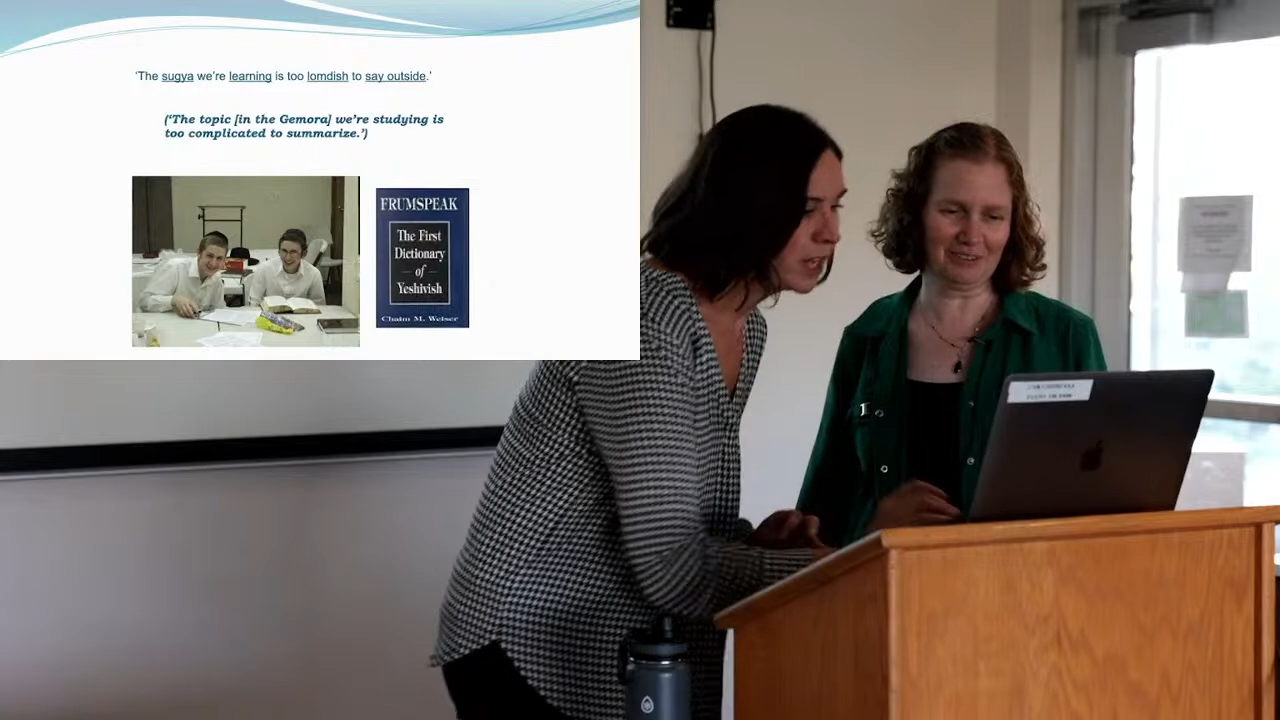 ‘The sugya we’re learning is too lomdish to say outside.’
(‘The topic [in the Gemora] we’re studying is
too complicated to summarize.’)
FRUMSPEAK
The First
Dictionary
of
Yeshivish
Chaim M. Weiser